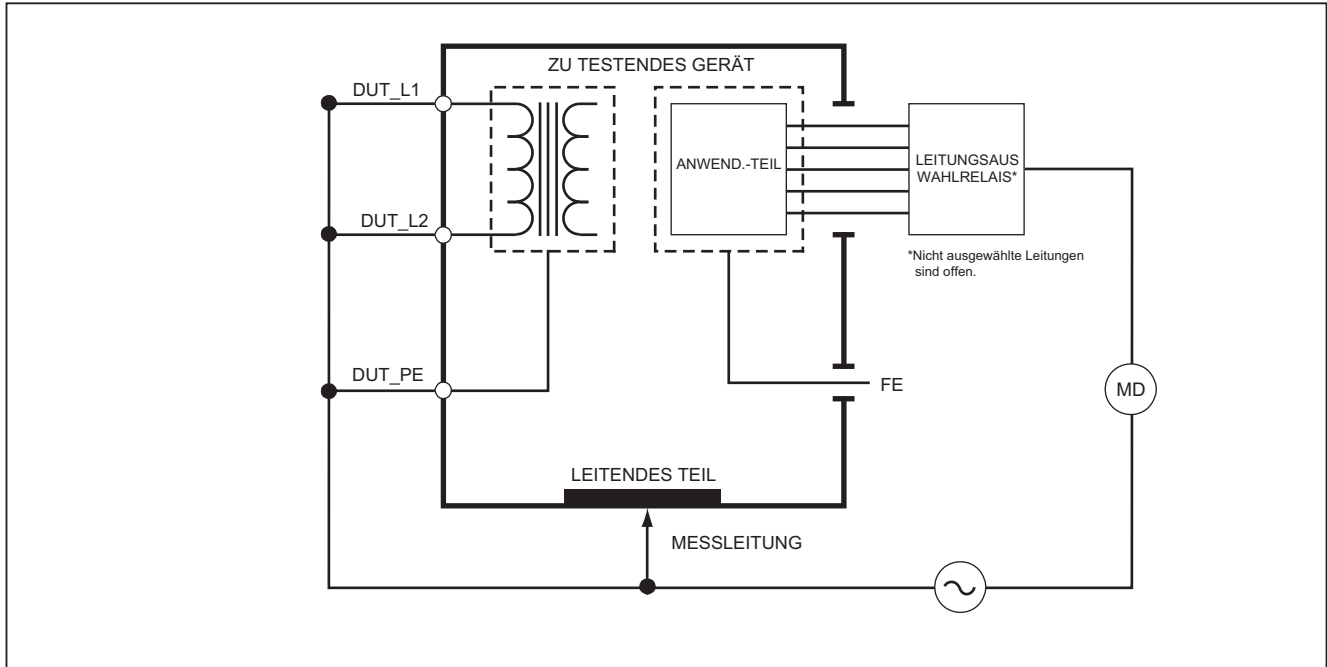 ZU TESTENDES GERÄT
DUT_L1
ANWEND.-TEIL
LEITUNGSAUS
WAHLRELAIS*
DUT_L2
*Nicht ausgewählte Leitungen
sind offen.
DUT_PE
FE
MD
LEITENDES TEIL
MESSLEITUNG